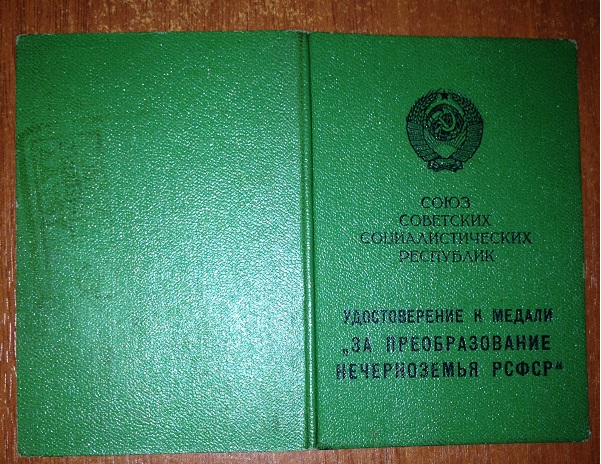 СОЮЗ
СОВЕТСКИХ
СОЦИАЛИСТИЧЕСКИХ
РЕСПУБЛИК
УДОСТОВЕРЕНИЕ К МЕДАЛИ
„ЗА ПРЕОБРАЗОВАНИЕ
НЕЧЕРНОЗЕМЬЯ РСФСР“